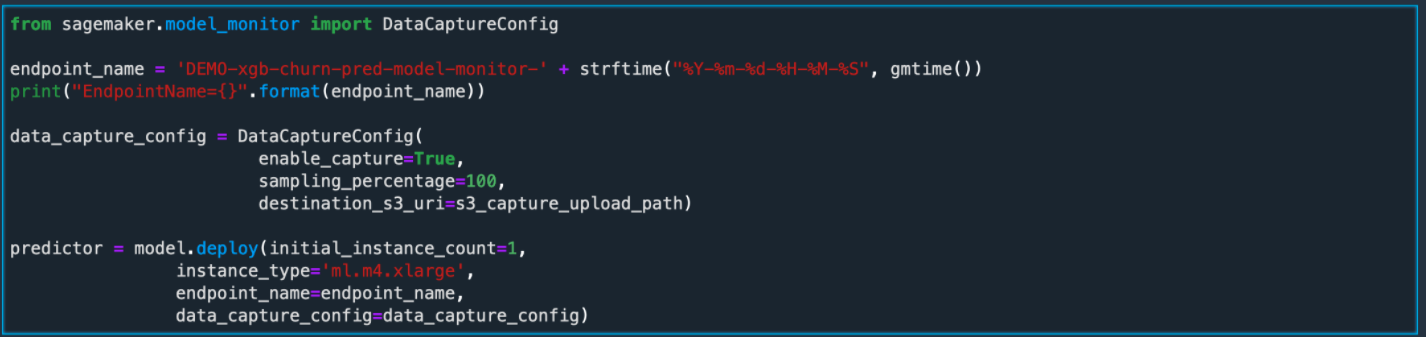 from sagemaker.model_monitor import DataCaptureConfig
endpoint_name = 'DEMO-xgb-churn-pred-model-monitor-' + strftime("%Y-%m-%d-%H-%M-%S", gmtime())
print("EndpointName={}".format(endpoint_name))
data_capture_config = DataCaptureConfig(
enable_capture=True,
sampling_percentage=100,
destination_s3_uri=s3_capture_upload_path)
predictor = model.deploy(initial_instance_count=1,
instance_type='ml.m4.xlarge',
endpoint_name=endpoint_name,
data_capture_config=data_capture_config)